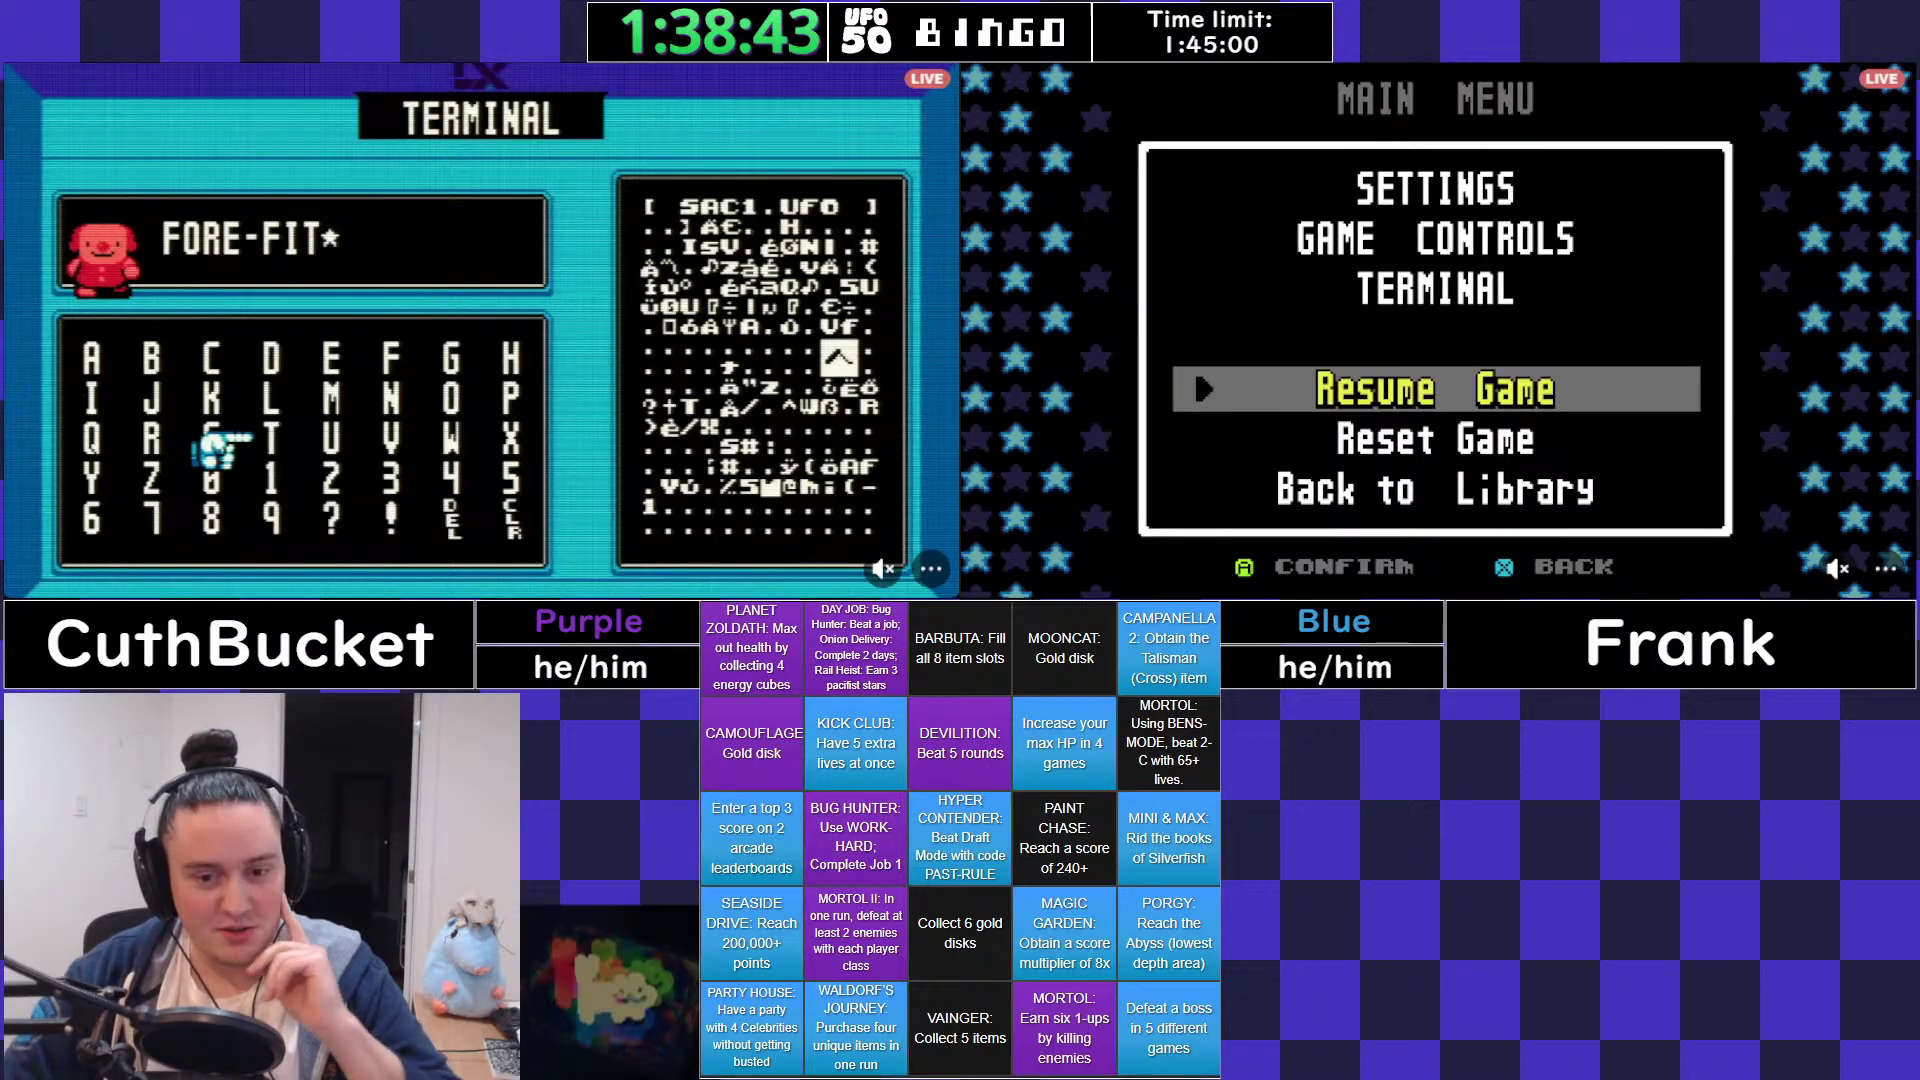 1:38:43
UFO 50
BINGO
Time limit:
1:45:00
LIVE
TERMINAL
FORE-FIT*
A B C D E F G H
I J K L M N O P
Q R T U V W X
Y Z 0 1 2 3 4 5
6 7 8 9 ? ! DEL CLR
[ SAC1.UFO ]
LIVE
MAIN MENU
SETTINGS
GAME CONTROLS
TERMINAL
Resume Game
Reset Game
Back to Library
A CONFIRM
X BACK
CuthBucket
Purple
he/him
Blue
he/him
Frank
PLANET
ZOLDATH: Max
out health by
collecting 4
energy cubes
DAY JOB: Bug
Hunter: Beat a job;
Onion Delivery:
Complete 2 days;
Rail Heist: Earn 3
pacifist stars
BARBUTA: Fill
all 8 item slots
MOONCAT:
Gold disk
CAMPANELLA
2: Obtain the
Talisman
(Cross) item
CAMOUFLAGE
Gold disk
KICK CLUB:
Have 5 extra
lives at once
DEVILITION:
Beat 5 rounds
Increase your
max HP in 4
games
MORTOL:
Using BENS-
MODE, beat 2-
C with 65+
lives.
Enter a top 3
score on 2
arcade
leaderboards
BUG HUNTER:
Use WORK-
HARD;
Complete Job 1
HYPER
CONTENDER:
Beat Draft
Mode with code
PAST-RULE
PAINT
CHASE:
Reach a score
of 240+
MINI & MAX:
Rid the books
of Silverfish
SEASIDE
DRIVE: Reach
200,000+
points
MORTOL II: In
one run, defeat at
least 2 enemies
with each player
class
Collect 6 gold
disks
MAGIC
GARDEN:
Obtain a score
multiplier of 8x
PORGY:
Reach the
Abyss (lowest
depth area)
PARTY HOUSE:
Have a party
with 4 Celebrities
without getting
busted
WALDORF'S
JOURNEY:
Purchase four
unique items in
one run
VAINGER:
Collect 5 items
MORTOL:
Earn six 1-ups
by killing
enemies
Defeat a boss
in 5 different
games